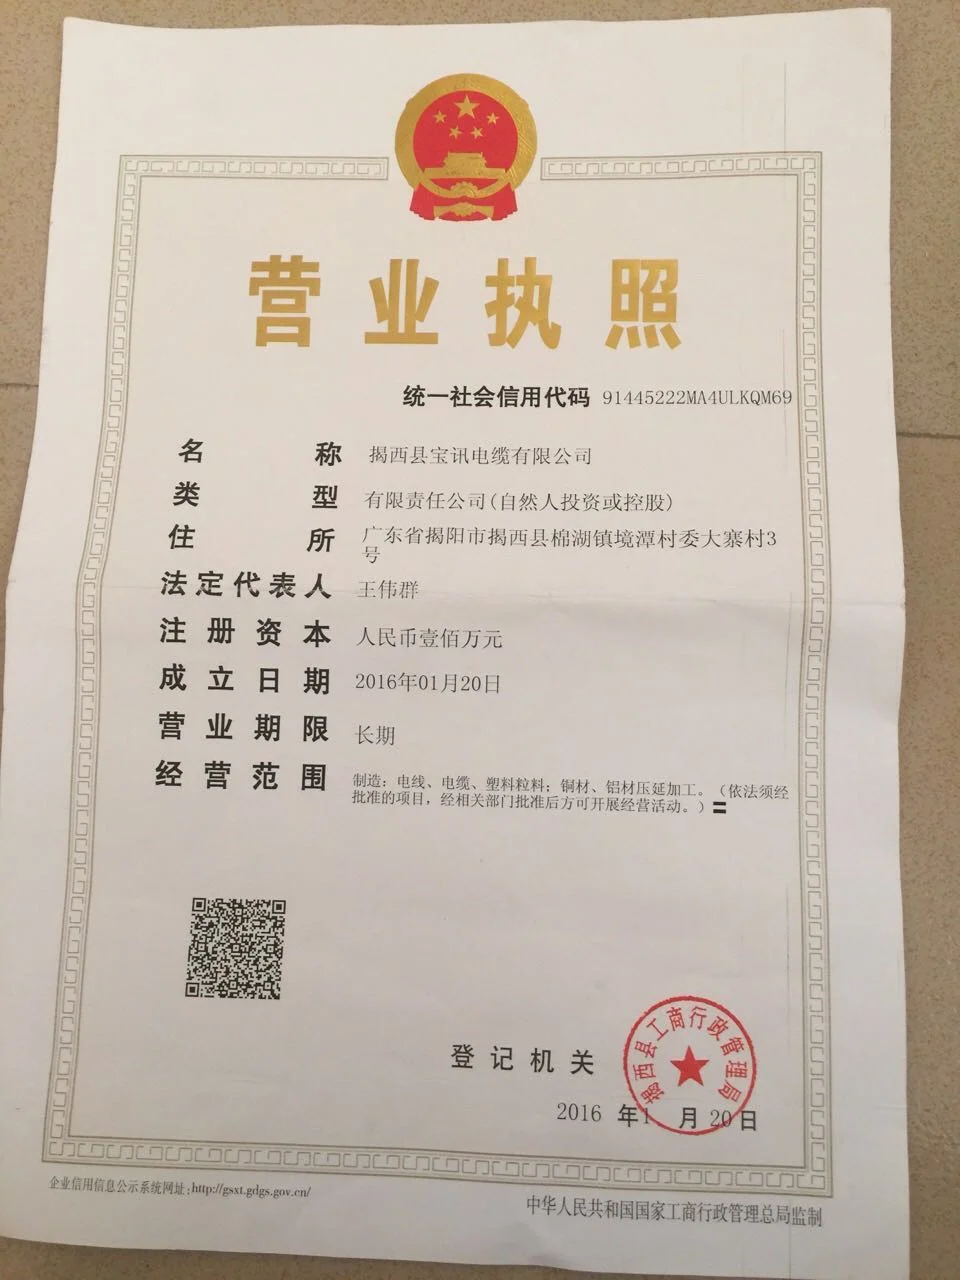 营业执照
统一社会信用代码 91445222MA4ULKQM69
名称 揭西县宝讯电缆有限公司
类型 有限责任公司(自然人投资或控股)
住所 广东省揭阳市揭西县棉湖镇境潭村委大寨村3
号
法定代表人 王伟群
注册资本 人民币壹佰万元
成立日期 2016年01月20日
营业期限 长期
经营范围 制造：电线、电缆、塑料粒料；铜材、铝材压延加工。（依法须经
批准的项目，经相关部门批准后方可开展经营活动。）〓
登记机关
揭西县工商行政管理局
2016 年1 月 20日
企业信用信息公示系统网址：http://gsxt.gdgs.gov.cn/
中华人民共和国国家工商行政管理总局监制